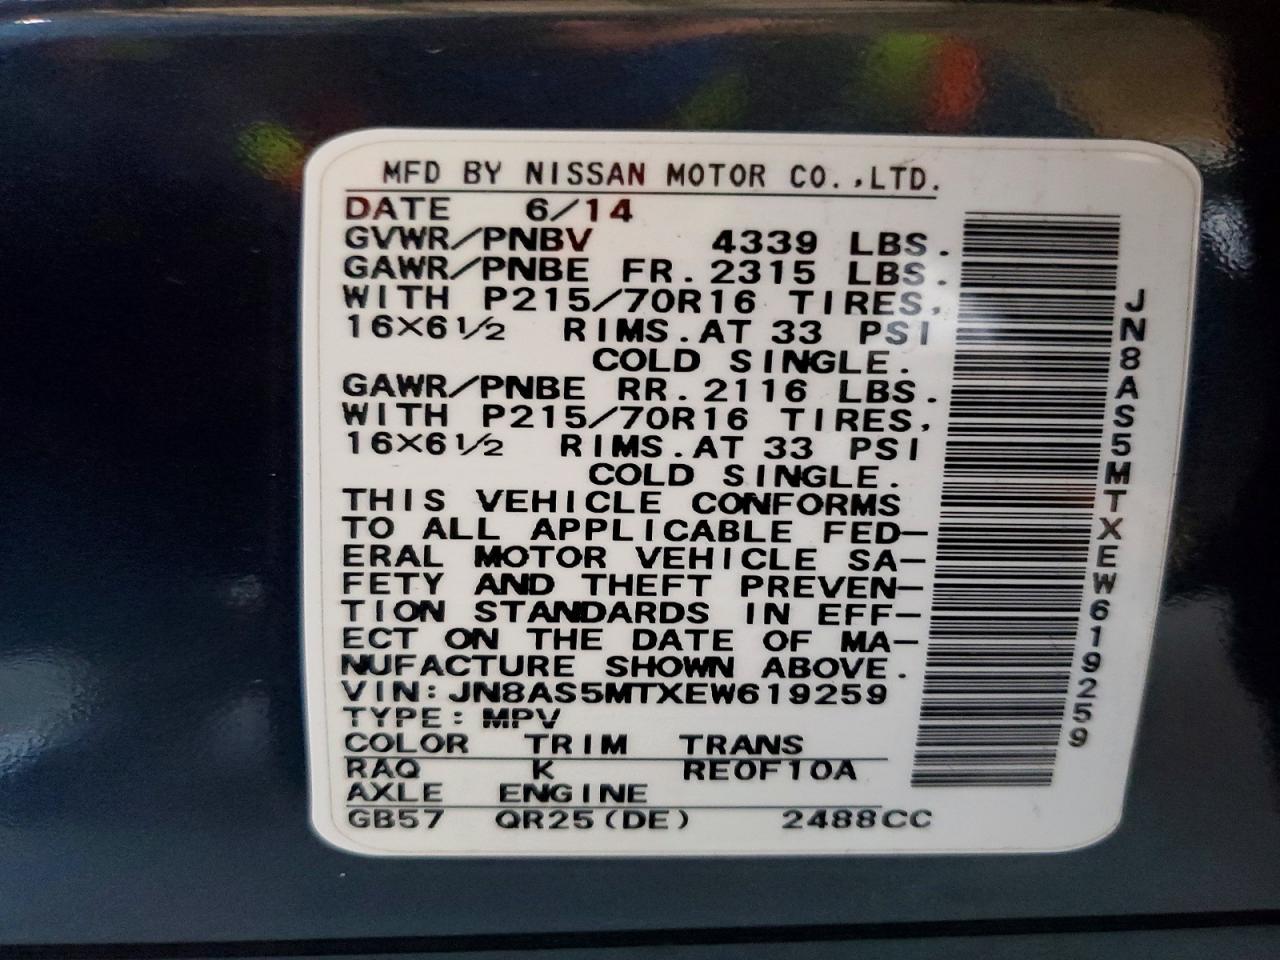 MFD BY NISSAN MOTOR CO.,LTD.
DATE 6/14
GVWR/PNBV 4339 LBS.
GAWR/PNBE FR. 2315 LBS.
WITH P215/70R16 TIRES,
16X6 1/2 RIMS. AT 33 PSI
COLD SINGLE.
GAWR/PNBE RR. 2116 LBS.
WITH P215/70R16 TIRES,
16X6 1/2 RIMS. AT 33 PSI
COLD SINGLE.
THIS VEHICLE CONFORMS
TO ALL APPLICABLE FED-
ERAL MOTOR VEHICLE SA-
FETY AND THEFT PREVEN-
TION STANDARDS IN EFF-
ECT ON THE DATE OF MA-
NUFACTURE SHOWN ABOVE.
VIN: JN8AS5MTXEW619259
TYPE: MPV
COLOR TRIM TRANS
RAQ K RE0F10A
AXLE ENGINE
GB57 QR25(DE) 2488CC
JN8AS5MTXEW619259